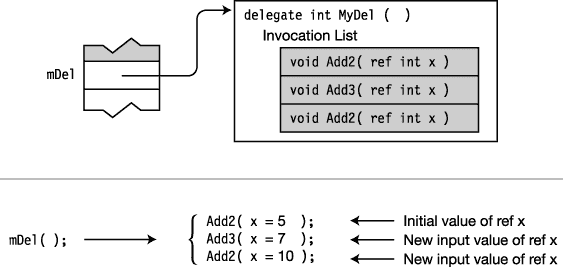 delegate int MyDel ( )
Invocation List
mDel
void Add2( ref int x )
void Add3( ref int x )
void Add2( ref int x )
Add2( x = 5 ); Initial value of ref x
mDel( ); Add3( x = 7 ); New input value of ref x
Add2( x = 10 ); New input value of ref x